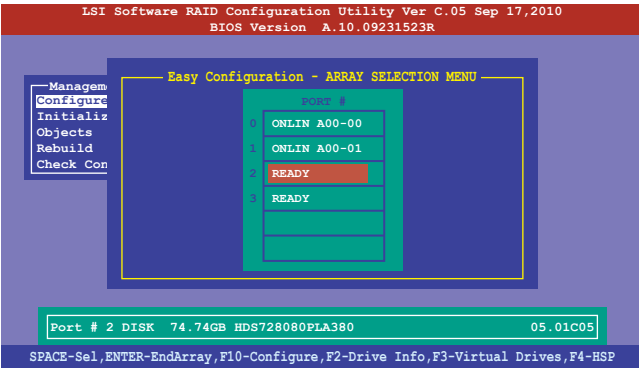 LSI Software RAID Configuration Utility Ver C.05 Sep 17,2010
BIOS Version A.10.09231523R
Easy Configuration - ARRAY SELECTION MENU
Managem
Configure
Initializ
Objects
Rebuild
Check Con
PORT #
0 ONLIN A00-00
1 ONLIN A00-01
2 READY
3 READY
Port # 2 DISK 74.74GB HDS728080PLA380 05.01C05
SPACE-Sel,ENTER-EndArray,F10-Configure,F2-Drive Info,F3-Virtual Drives,F4-HSP